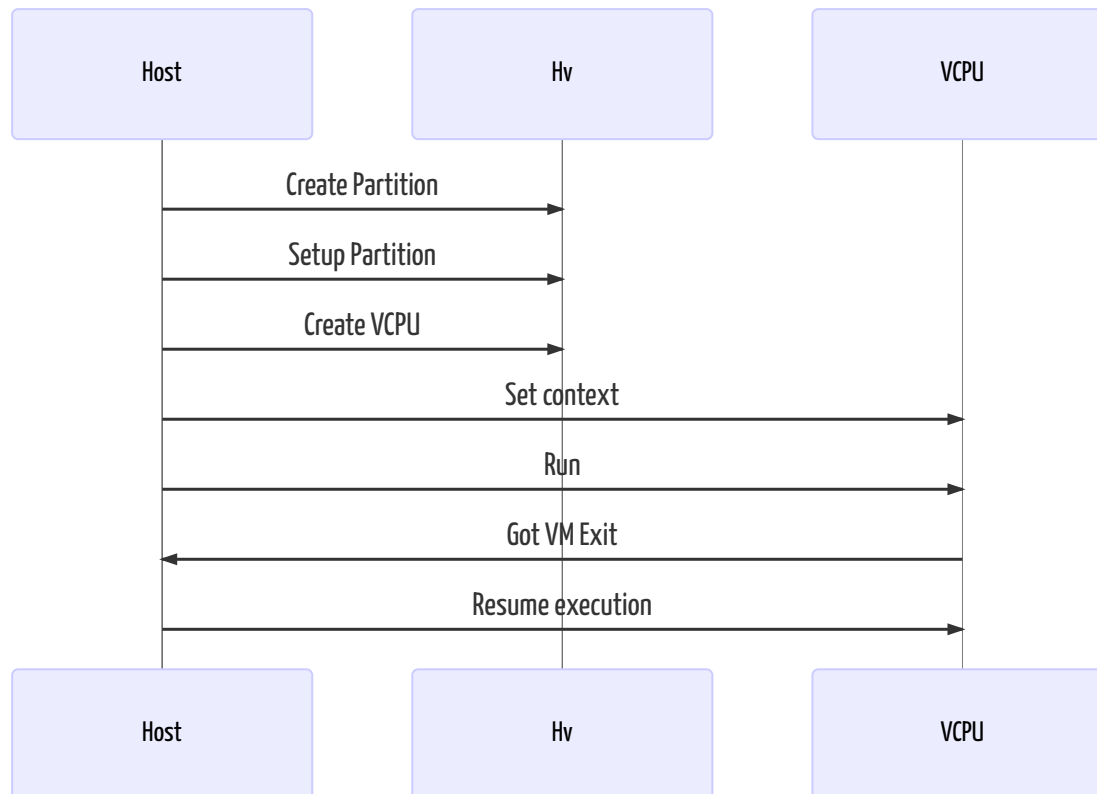 Host
Hv
VCPU
Create Partition
Setup Partition
Create VCPU
Set context
Run
Got VM Exit
Resume execution
Host
Hv
VCPU